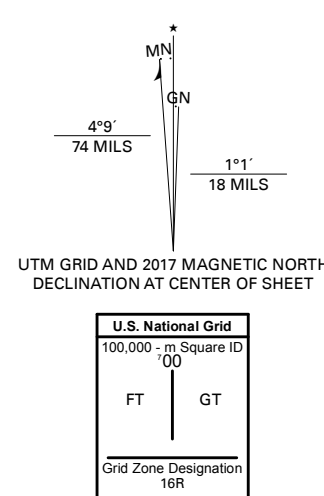 ★
MN
GN
4°9´
74 MILS
1°1´
18 MILS
UTM GRID AND 2017 MAGNETIC NORTH
DECLINATION AT CENTER OF SHEET
U.S. National Grid
100,000 - m Square ID
⁷00
FT GT
Grid Zone Designation
16R